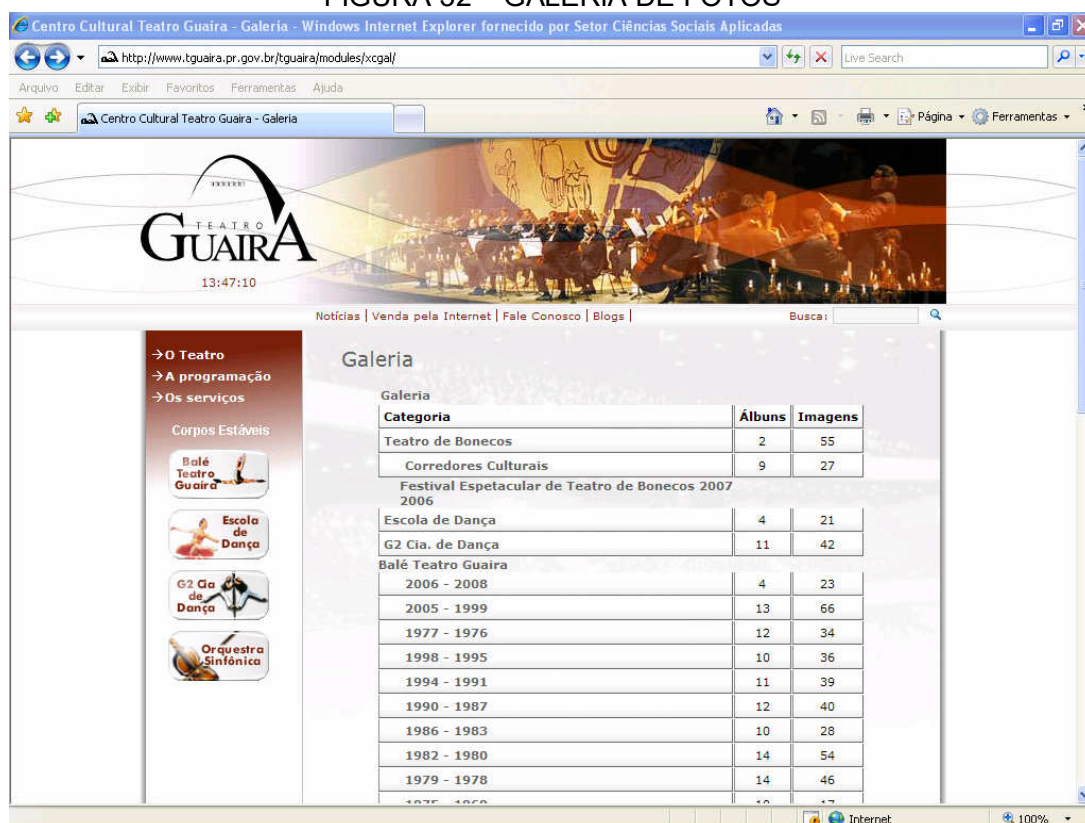 FIGURA 32 – GALERIA DE FOTOS
Centro Cultural Teatro Guaira - Galeria - Windows Internet Explorer fornecido por Setor Ciências Sociais Aplicadas
http://www.tguaira.pr.gov.br/tguaira/modules/xcgal/
Live Search
Arquivo Editar Exibir Favoritos Ferramentas Ajuda
Centro Cultural Teatro Guaira - Galeria
Página Ferramentas
TEATRO
GUAIRA
13:47:10
Notícias | Venda pela Internet | Fale Conosco | Blogs |
Busca:
→O Teatro
→A programação
→Os serviços
Corpos Estáveis
Balé
Teatro
Guaíra
Escola
de
Dança
G2 Cia
de
Dança
Orquestra
Sinfônica
Galeria
Galeria
Categoria Álbuns Imagens
Teatro de Bonecos 2 55
Corredores Culturais 9 27
Festival Espetacular de Teatro de Bonecos 2007
2006
Escola de Dança 4 21
G2 Cia. de Dança 11 42
Balé Teatro Guaira
2006 - 2008 4 23
2005 - 1999 13 66
1977 - 1976 12 34
1998 - 1995 10 36
1994 - 1991 11 39
1990 - 1987 12 40
1986 - 1983 10 28
1982 - 1980 14 54
1979 - 1978 14 46
Internet
100%